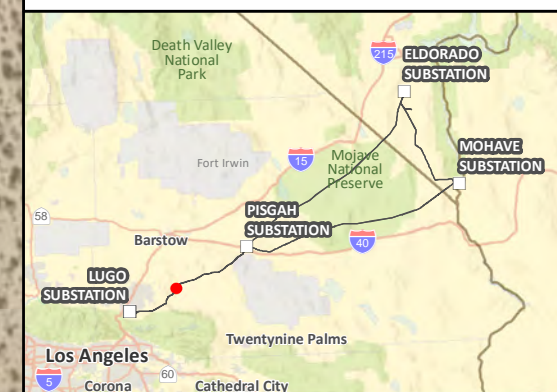 Death Valley
National
Park
215
ELDORADO
SUBSTATION
Fort Irwin
15
Mojave
National
Preserve
MOHAVE
SUBSTATION
58
PISGAH
SUBSTATION
Barstow
40
LUGO
SUBSTATION
Twentynine Palms
Los Angeles
5
Corona
60
Cathedral City